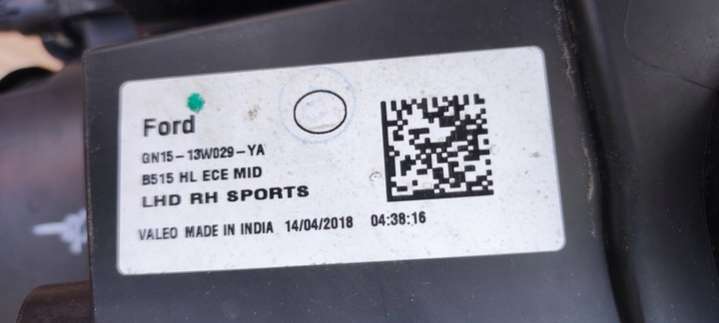 Ford
GN15-13W029-YA
B515 HL ECE MID
LHD RH SPORTS
VALEO MADE IN INDIA 14/04/2018 04:38:16